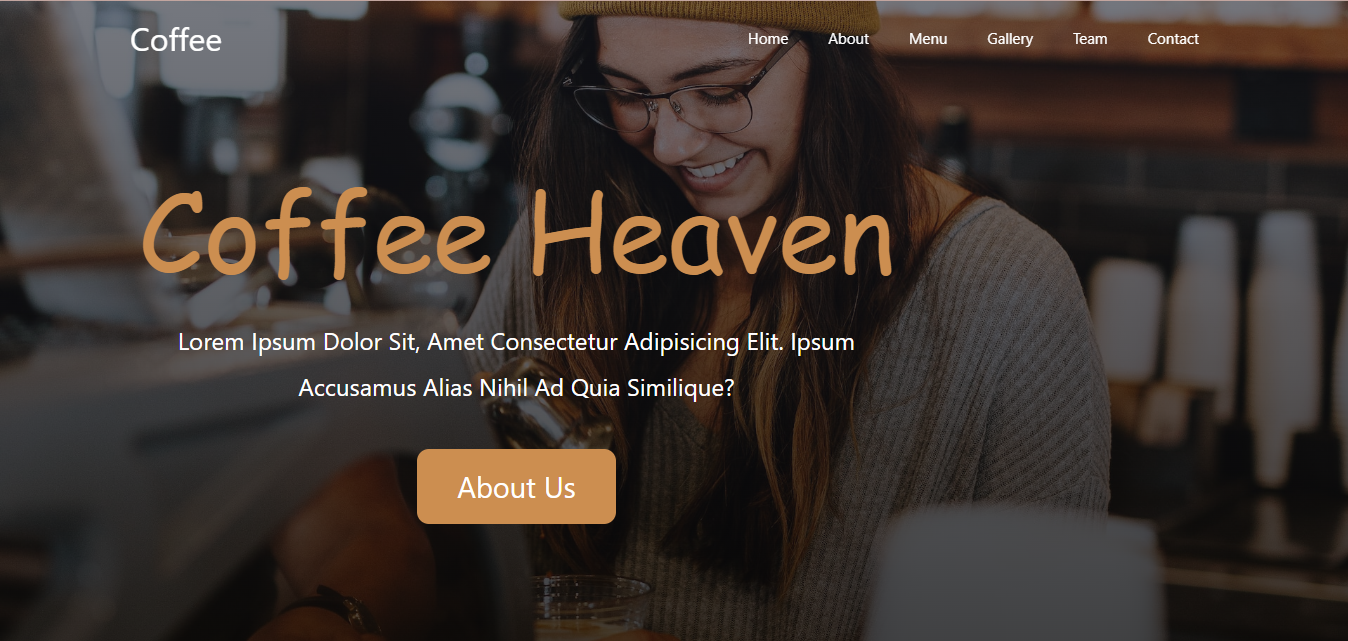 Coffee
Home About Menu Gallery Team Contact
Coffee Heaven
Lorem Ipsum Dolor Sit, Amet Consectetur Adipisicing Elit. Ipsum
Accusamus Alias Nihil Ad Quia Similique?
About Us